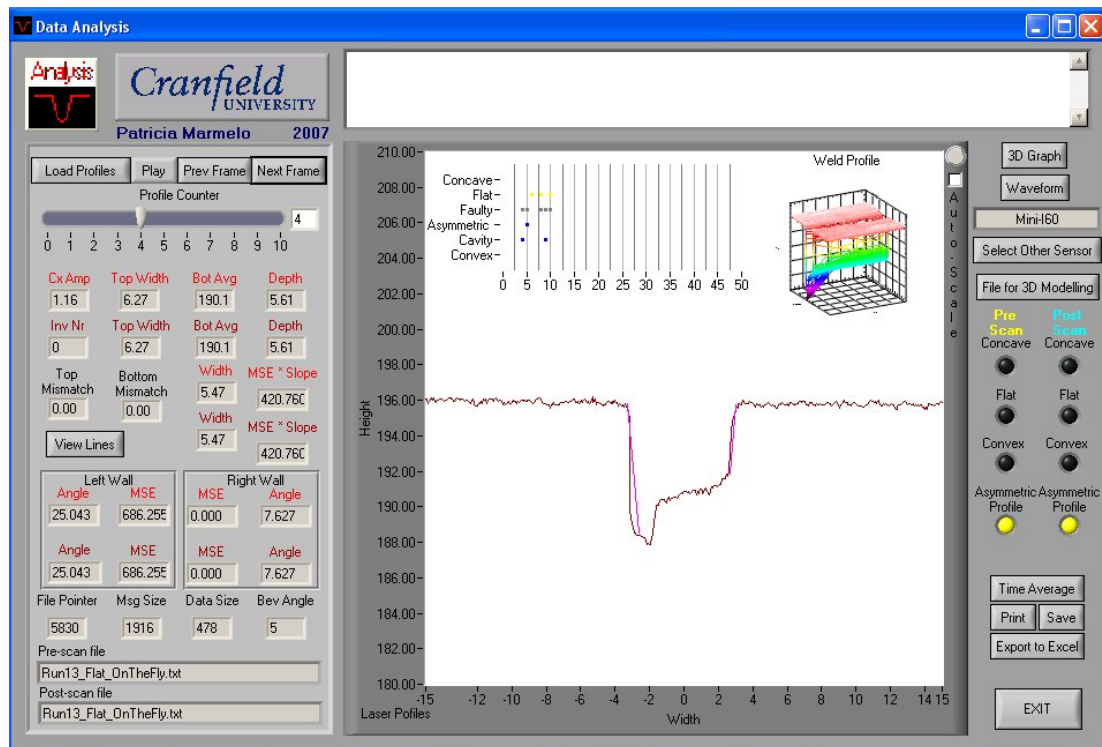 Data Analysis
Analysis
Cranfield
UNIVERSITY
Patricia Marmelo 2007
Load Profiles Play Prev Frame Next Frame
Profile Counter
4
0 1 2 3 4 5 6 7 8 9 10
Cx Amp Top Width Bot Avg Depth
1.16 6.27 190.1 5.61
Inv Nr Top Width Bot Avg Depth
0 6.27 190.1 5.61
Top Mismatch Bottom Mismatch Width MSE * Slope
0.00 0.00 5.47 420.760
Width MSE * Slope
5.47 420.760
View Lines
Left Wall Right Wall
Angle MSE MSE Angle
25.043 686.255 0.000 7.627
Angle MSE MSE Angle
25.043 686.255 0.000 7.627
File Pointer Msg Size Data Size Bev Angle
5830 1916 478 5
Pre-scan file
Run13_Flat_OnTheFly.txt
Post-scan file
Run13_Flat_OnTheFly.txt
210.00
208.00
206.00
204.00
202.00
200.00
198.00
196.00
194.00
192.00
190.00
188.00
186.00
184.00
182.00
180.00
Height
-15 -12 -10 -8 -6 -4 -2 0 2 4 6 8 10 12 14 15
Laser Pofiles
Width
Concave
Flat
Faulty
Asymmetric
Cavity
Convex
0 5 10 15 20 25 30 35 40 45 50
Weld Profile
Auto-Scale
3D Graph
Waveform
Mini-I60
Select Other Sensor
File for 3D Modelling
Pre Scan Post Scan
Concave Concave
Flat Flat
Convex Convex
Asymmetric Profile Asymmetric Profile
Time Average
Print Save
Export to Excel
EXIT